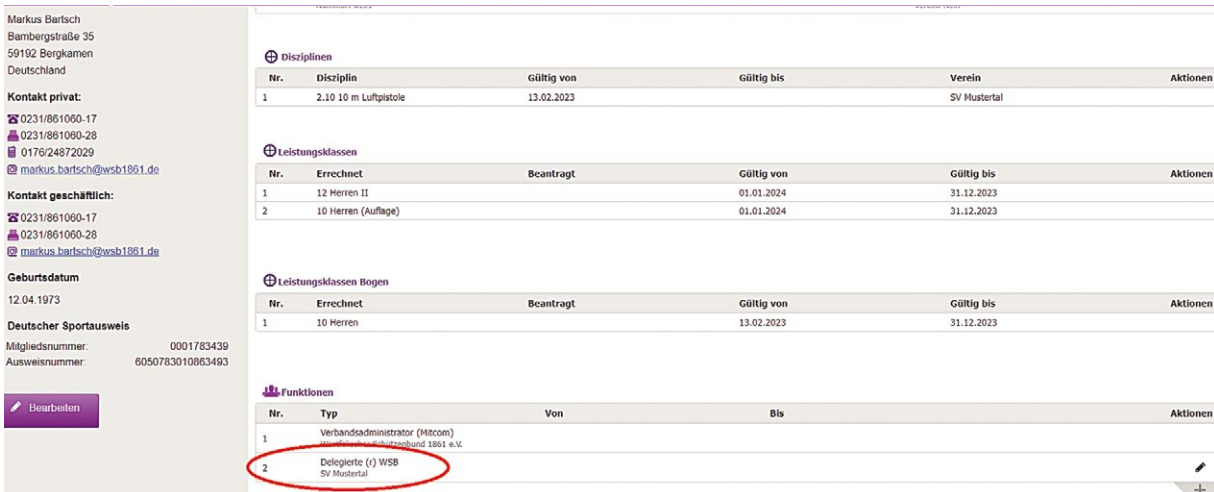 Markus Bartsch
Bambergstraße 35
59192 Bergkamen
Deutschland
Kontakt privat:
0231/861060-17
0231/861060-28
0176/24872029
markus.bartsch@wsb1861.de
Kontakt geschäftlich:
0231/861060-17
0231/861060-28
markus.bartsch@wsb1861.de
Geburtsdatum
12.04.1973
Deutscher Sportausweis
Mitgliedsnummer: 0001783439
Ausweisnummer: 6050783010863493
Bearbeiten
Disziplinen
Nr. Disziplin Gültig von Gültig bis Verein Aktionen
1 2.10 10 m Luftpistole 13.02.2023 SV Mustertal
Leistungsklassen
Nr. Errechnet Beantragt Gültig von Gültig bis Aktionen
1 12 Herren II 01.01.2024 31.12.2023
2 10 Herren (Auflage) 01.01.2024 31.12.2023
Leistungsklassen Bogen
Nr. Errechnet Beantragt Gültig von Gültig bis Aktionen
1 10 Herren 13.02.2023 31.12.2023
Funktionen
Nr. Typ Von Bis Aktionen
1 Verbandsadministrator (Mitcom)
Westfälischer Schützenbund 1861 e.V.
2 Delegierte (r) WSB
SV Mustertal